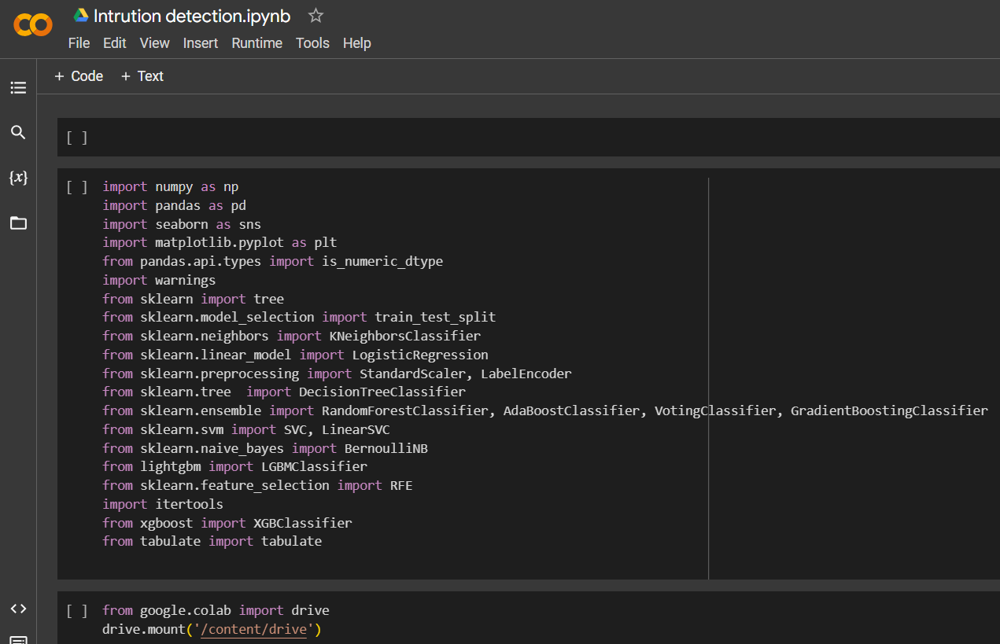 Intrution detection.ipynb
File Edit View Insert Runtime Tools Help
+ Code + Text
[ ]
[ ] import numpy as np
import pandas as pd
import seaborn as sns
import matplotlib.pyplot as plt
from pandas.api.types import is_numeric_dtype
import warnings
from sklearn import tree
from sklearn.model_selection import train_test_split
from sklearn.neighbors import KNeighborsClassifier
from sklearn.linear_model import LogisticRegression
from sklearn.preprocessing import StandardScaler, LabelEncoder
from sklearn.tree  import DecisionTreeClassifier
from sklearn.ensemble import RandomForestClassifier, AdaBoostClassifier, VotingClassifier, GradientBoostingClassifier
from sklearn.svm import SVC, LinearSVC
from sklearn.naive_bayes import BernoulliNB
from lightgbm import LGBMClassifier
from sklearn.feature_selection import RFE
import itertools
from xgboost import XGBClassifier
from tabulate import tabulate
[ ] from google.colab import drive
drive.mount('/content/drive')
{x}
<>